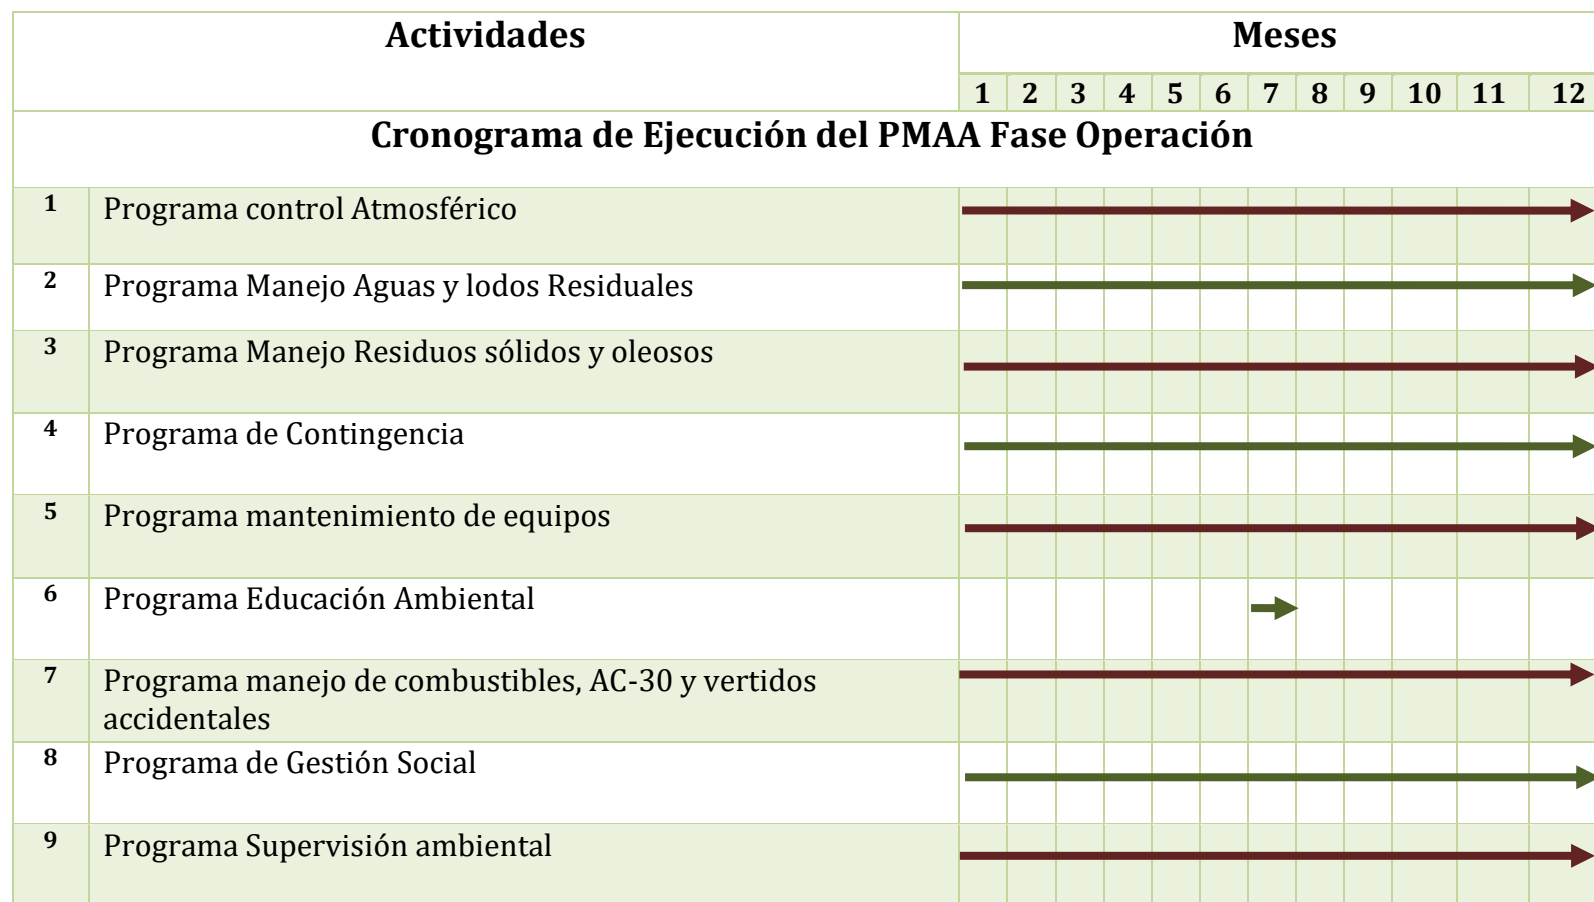 Actividades
Meses
1 2 3 4 5 6 7 8 9 10 11 12
Cronograma de Ejecución del PMAA Fase Operación
1 Programa control Atmosférico
2 Programa Manejo Aguas y lodos Residuales
3 Programa Manejo Residuos sólidos y oleosos
4 Programa de Contingencia
5 Programa mantenimiento de equipos
6 Programa Educación Ambiental
7 Programa manejo de combustibles, AC-30 y vertidos
accidentales
8 Programa de Gestión Social
9 Programa Supervisión ambiental